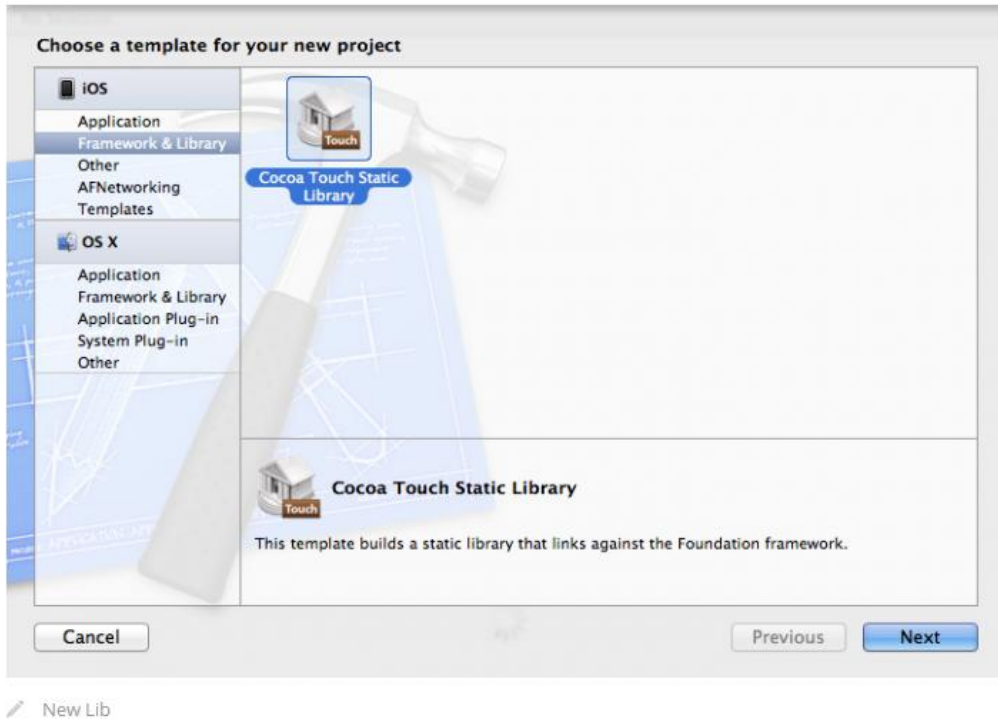 Choose a template for your new project
iOS
Application
Framework & Library
Other
AFNetworking
Templates
OS X
Application
Framework & Library
Application Plug-in
System Plug-in
Other
Touch
Cocoa Touch Static
Library
Touch
Cocoa Touch Static Library
This template builds a static library that links against the Foundation framework.
Cancel
Previous
Next
New Lib